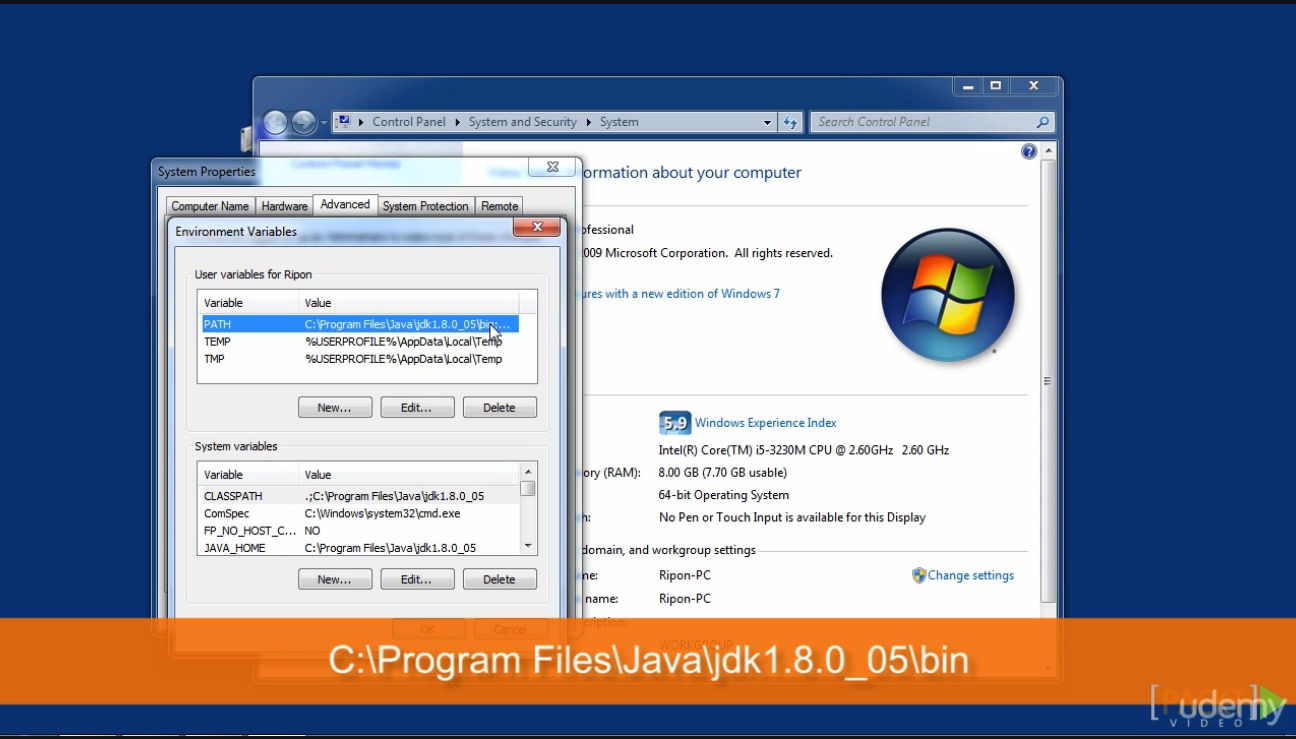 Control Panel System and Security System
Search Control Panel
System Properties
ormation about your computer
Computer Name Hardware Advanced System Protection Remote
Environment Variables
ofessional
009 Microsoft Corporation. All rights reserved.
User variables for Ripon
ures with a new edition of Windows 7
Variable Value
PATH C:\Program Files\Java\jdk1.8.0_05\bin;...
TEMP %USERPROFILE%\AppData\Local\Temp
TMP %USERPROFILE%\AppData\Local\Temp
New... Edit... Delete
5.9 Windows Experience Index
System variables
Intel(R) Core(TM) i5-3230M CPU @ 2.60GHz 2.60 GHz
Variable Value
ory (RAM): 8.00 GB (7.70 GB usable)
CLASSPATH .;C:\Program Files\Java\jdk1.8.0_05
64-bit Operating System
ComSpec C:\Windows\system32\cmd.exe
h: No Pen or Touch Input is available for this Display
FP_NO_HOST_C... NO
JAVA_HOME C:\Program Files\Java\jdk1.8.0_05
domain, and workgroup settings
New... Edit... Delete
me: Ripon-PC Change settings
name: Ripon-PC
cription:
OK Cancel
WORKGROUP
C:\Program Files\Java\jdk1.8.0_05\bin
[PACKT]
udemy
VIDEO